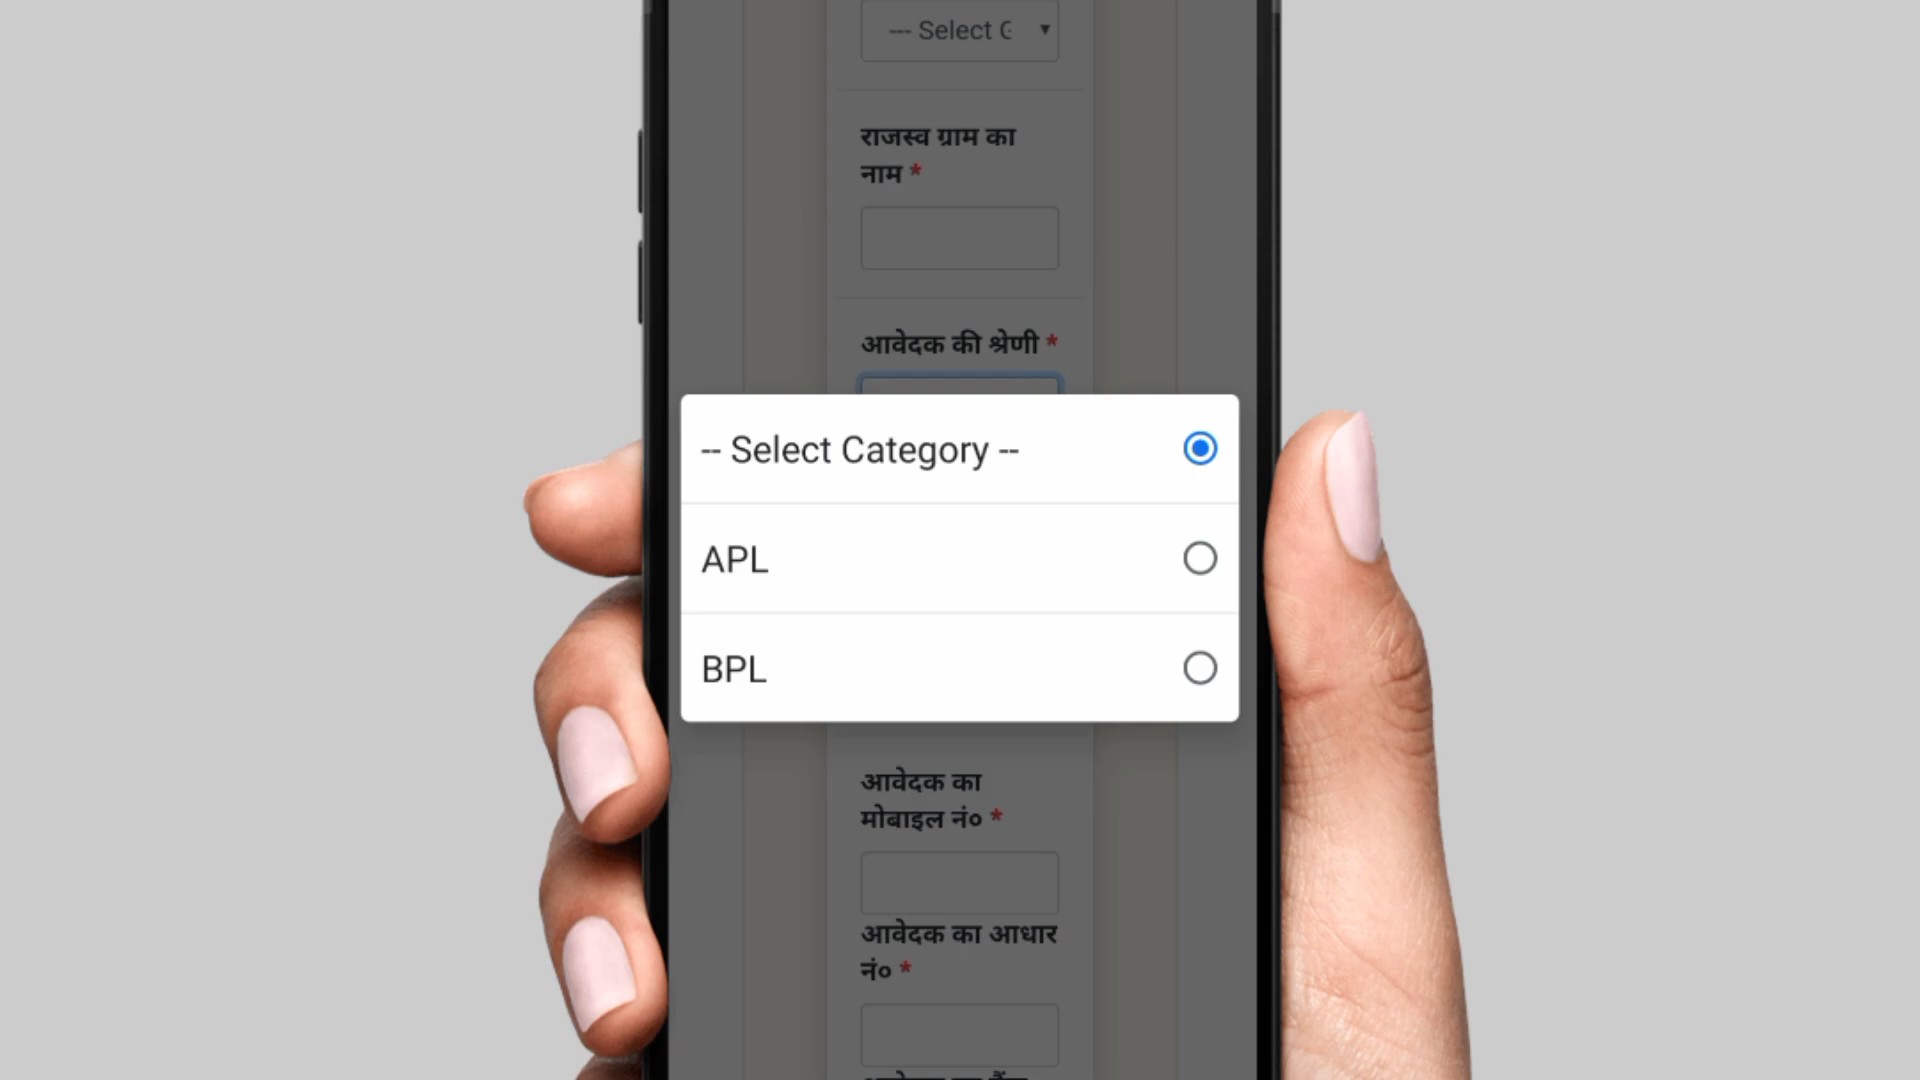 --- Select G
राजस्व ग्राम का
नाम *
आवेदक की श्रेणी *
-- Select Category --
APL
BPL
आवेदक का
मोबाइल नं० *
आवेदक का आधार
नं० *